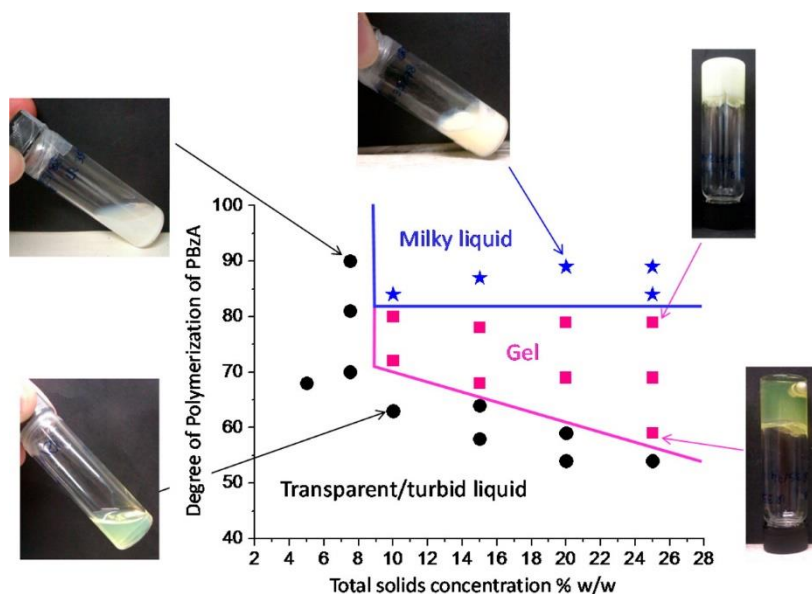 100
90
80
70
60
50
40
Degree of Polymerization of PBzA
Milky liquid
Gel
Transparent/turbid liquid
2 4 6 8 10 12 14 16 18 20 22 24 26 28
Total solids concentration % w/w